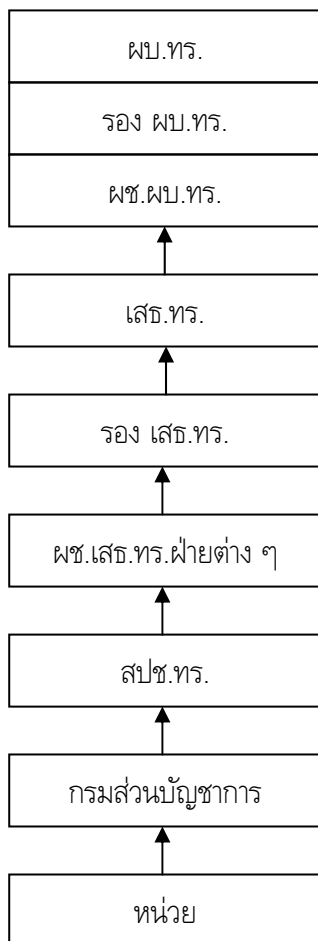 ผบ.ทร.
รอง ผบ.ทร.
ผช.ผบ.ทร.
เสธ.ทร.
รอง เสธ.ทร.
ผช.เสธ.ทร.ฝ่ายต่าง ๆ
สปช.ทร.
กรมส่วนบัญชาการ
หน่วย